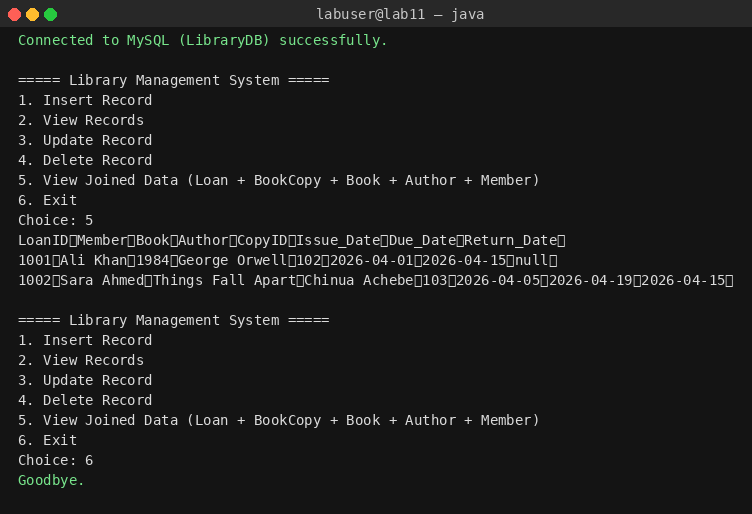 labuser@lab11 — java
Connected to MySQL (LibraryDB) successfully.
===== Library Management System =====
1. Insert Record
2. View Records
3. Update Record
4. Delete Record
5. View Joined Data (Loan + BookCopy + Book + Author + Member)
6. Exit
Choice: 5
LoanID▯Member▯Book▯Author▯CopyID▯Issue_Date▯Due_Date▯Return_Date▯
1001▯Ali Khan▯1984▯George Orwell▯102▯2026-04-01▯2026-04-15▯null▯
1002▯Sara Ahmed▯Things Fall Apart▯Chinua Achebe▯103▯2026-04-05▯2026-04-19▯2026-04-15▯
===== Library Management System =====
1. Insert Record
2. View Records
3. Update Record
4. Delete Record
5. View Joined Data (Loan + BookCopy + Book + Author + Member)
6. Exit
Choice: 6
Goodbye.